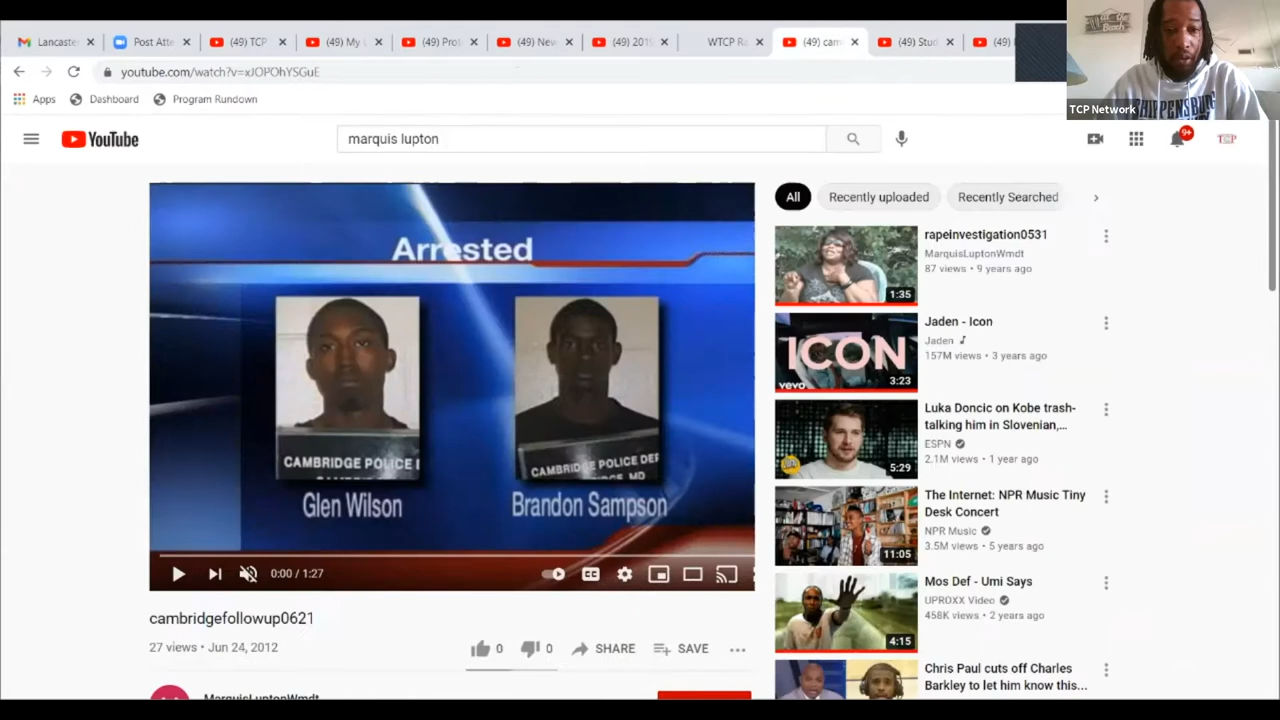 Lancaste
Post Atte
(49) TCP
(49) My L
(49) Prot
(49) New
(49) 2019
WTCP Ra
(49) cam
(49) Stud
(49)
youtube.com/watch?v=xJOPOhYSGuE
Apps
Dashboard
Program Rundown
TCP Network
YouTube
marquis lupton
9+
TCP
All
Recently uploaded
Recently Searched
Arrested
CAMBRIDGE POLICE
CAMBRIDGE POLICE DEP
Glen Wilson
Brandon Sampson
0:00 / 1:27
CC
cambridgefollowup0621
27 views • Jun 24, 2012
0
0
SHARE
SAVE
MarquisLuptonWmdt
rapeinvestigation0531
MarquisLuptonWmdt
87 views • 9 years ago
1:35
Jaden - Icon
Jaden
157M views • 3 years ago
ICON
vevo
3:23
Luka Doncic on Kobe trash-
talking him in Slovenian,...
ESPN
2.1M views • 1 year ago
5:29
The Internet: NPR Music Tiny
Desk Concert
NPR Music
3.5M views • 5 years ago
11:05
Mos Def - Umi Says
UPROXX Video
458K views • 2 years ago
4:15
Chris Paul cuts off Charles
Barkley to let him know this...